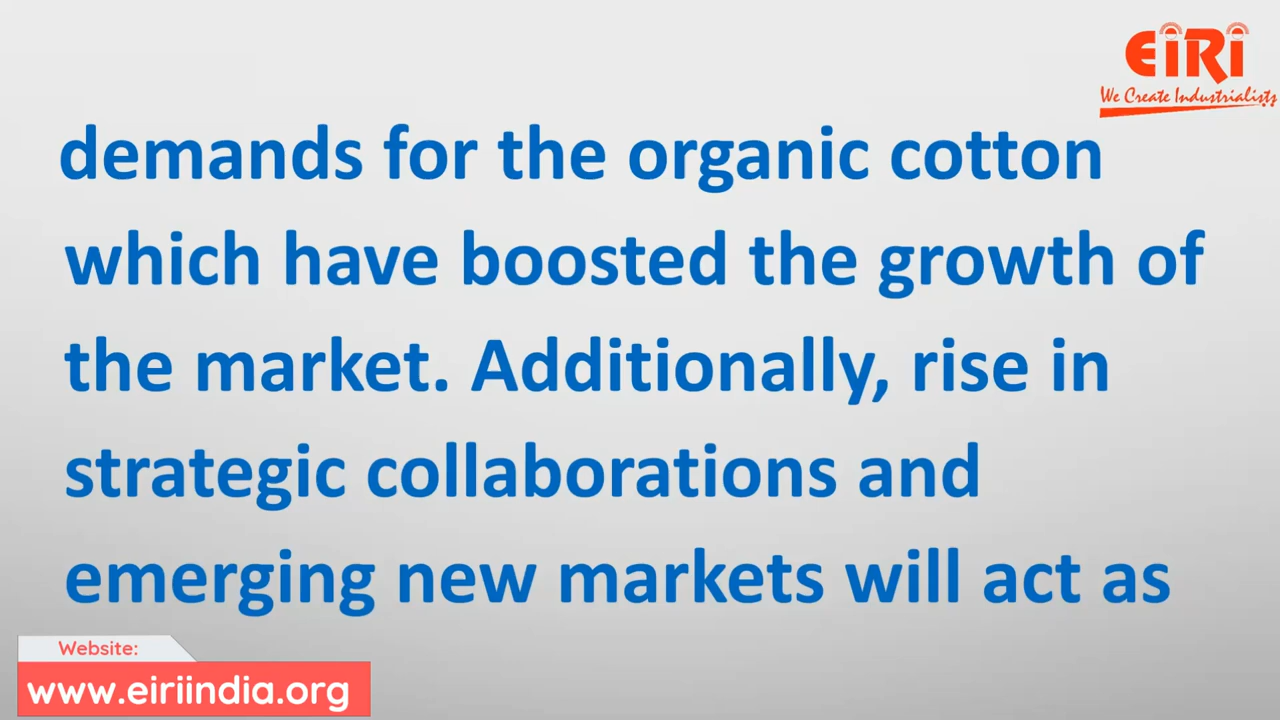 EiRi
We Create Industrialists
demands for the organic cotton
which have boosted the growth of
the market. Additionally, rise in
strategic collaborations and
emerging new markets will act as
Website:
www.eiriindia.org